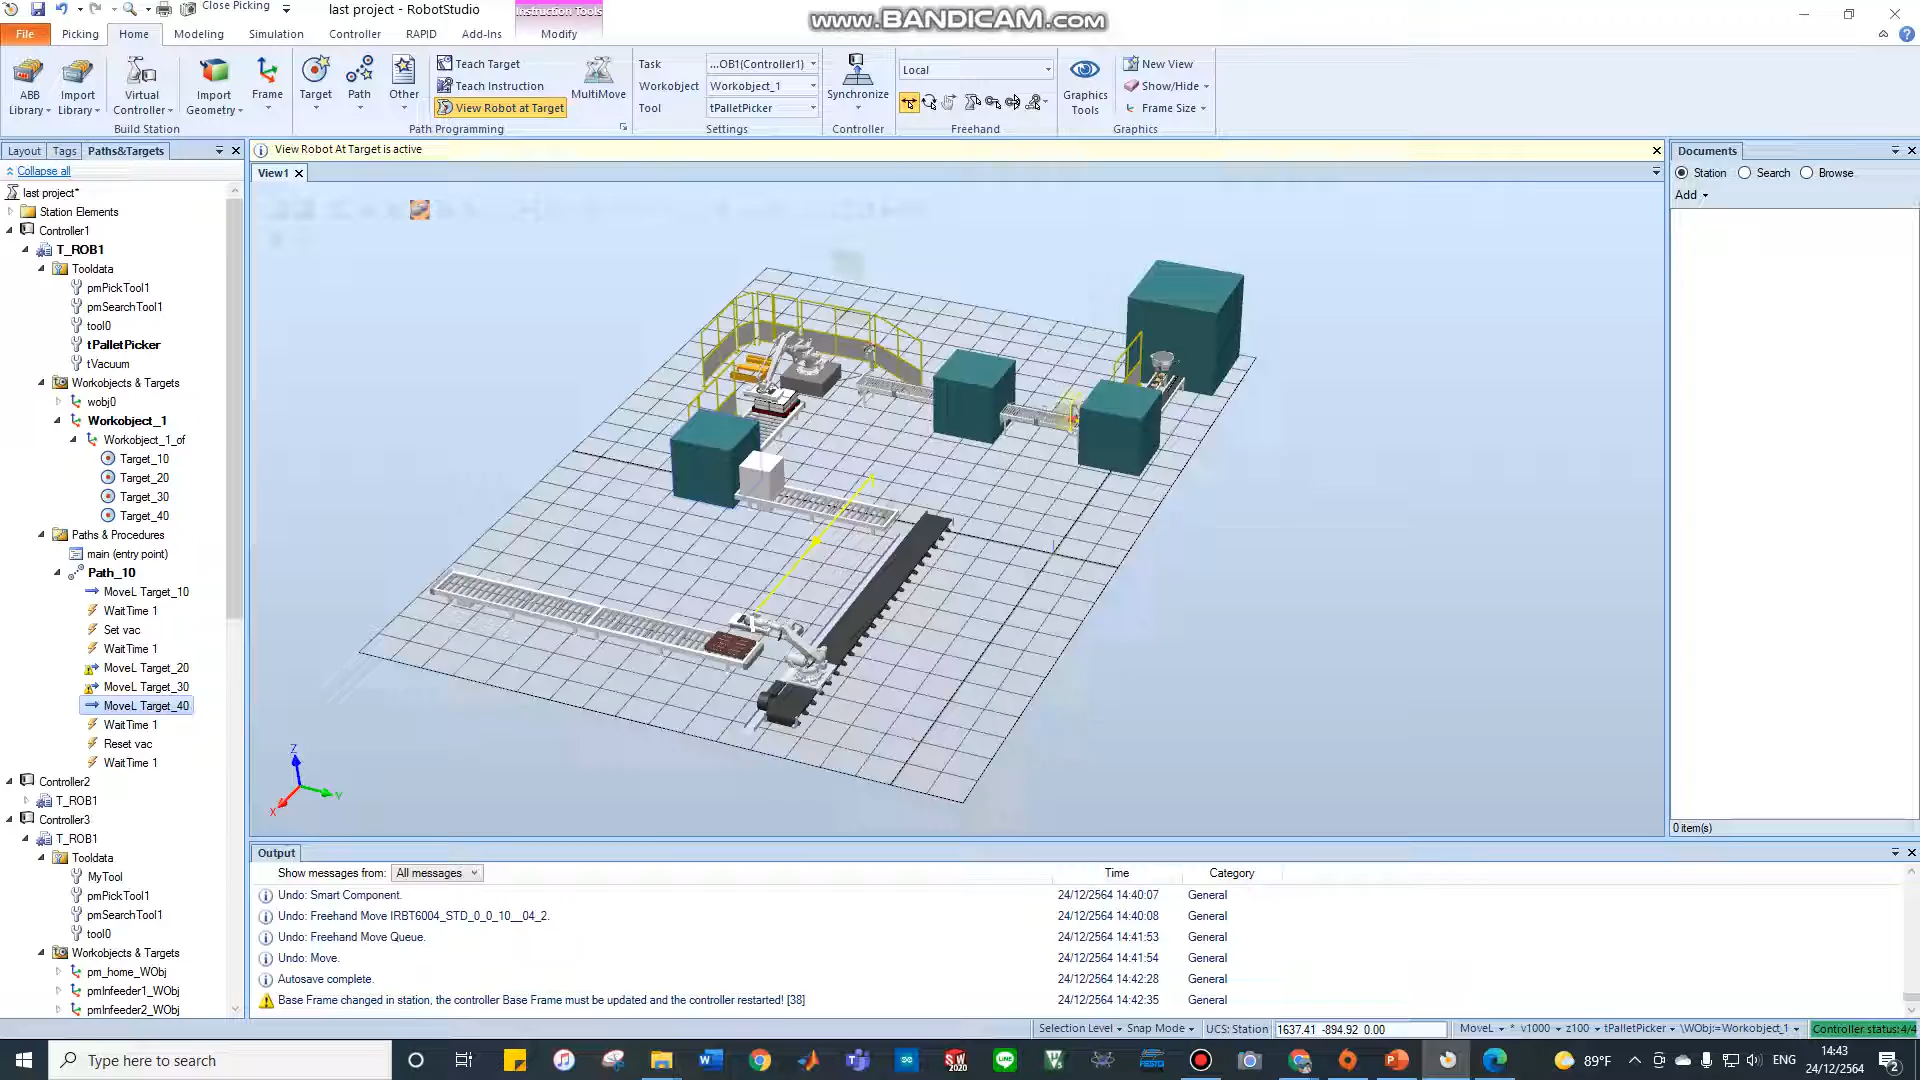 Close Picking
last project - RobotStudio
Instruction Tools
www.BANDICAM.com
File
Picking
Home
Modeling
Simulation
Controller
RAPID
Add-Ins
Modify
ABB Library
Import Library
Virtual Controller
Import Geometry
Frame
Build Station
Target
Path
Other
Teach Target
Teach Instruction
View Robot at Target
MultiMove
Path Programming
Task
...OB1(Controller1)
Workobject
Workobject_1
Tool
tPalletPicker
Settings
Synchronize
Controller
Local
Freehand
Graphics Tools
New View
Show/Hide
Frame Size
Graphics
Layout
Tags
Paths&Targets
Collapse all
last project*
Station Elements
Controller1
T_ROB1
Tooldata
pmPickTool1
pmSearchTool1
tool0
tPalletPicker
tVacuum
Workobjects & Targets
wobj0
Workobject_1
Workobject_1_of
Target_10
Target_20
Target_30
Target_40
Paths & Procedures
main (entry point)
Path_10
MoveL Target_10
WaitTime 1
Set vac
WaitTime 1
MoveL Target_20
MoveL Target_30
MoveL Target_40
WaitTime 1
Reset vac
WaitTime 1
Controller2
T_ROB1
Controller3
T_ROB1
Tooldata
MyTool
pmPickTool1
pmSearchTool1
tool0
Workobjects & Targets
pm_home_WObj
pmInfeeder1_WObj
pmInfeeder2_WObj
View Robot At Target is active
View1
Z
Y
X
Documents
Station
Search
Browse
Add
0 item(s)
Output
Show messages from: All messages
Time
Category
Undo: Smart Component. 24/12/2564 14:40:07 General
Undo: Freehand Move IRBT6004_STD_0_0_10__04_2. 24/12/2564 14:40:08 General
Undo: Freehand Move Queue. 24/12/2564 14:41:53 General
Undo: Move. 24/12/2564 14:41:54 General
Autosave complete. 24/12/2564 14:42:28 General
Base Frame changed in station, the controller Base Frame must be updated and the controller restarted! [38] 24/12/2564 14:42:35 General
Selection Level
Snap Mode
UCS: Station
1637.41 -894.92 0.00
MoveL * v1000 z100 tPalletPicker \WObj:=Workobject_1
Controller status: 4/4
Type here to search
89°F
ENG
14:43
24/12/2564
2